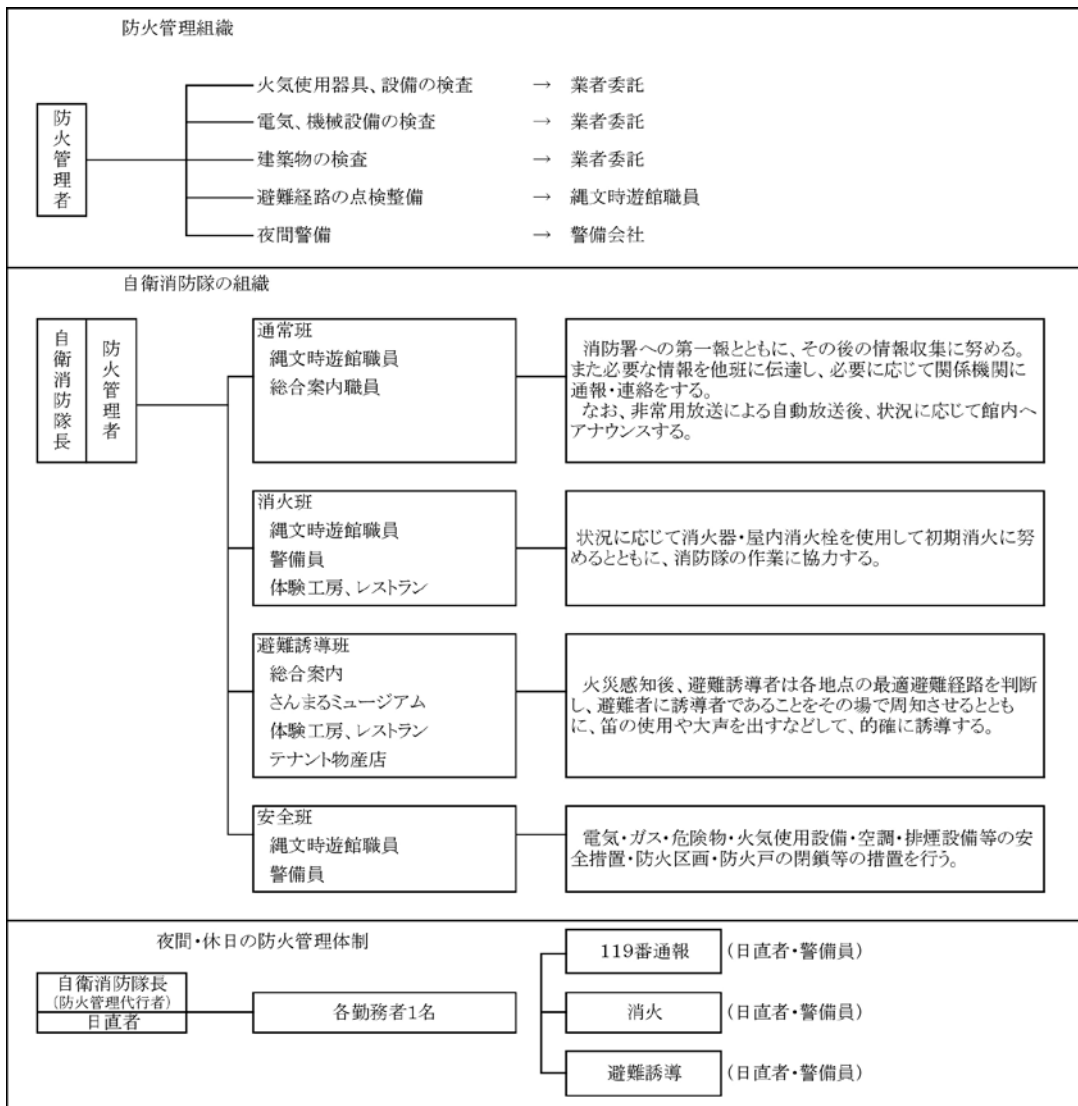 防火管理組織
防火管理者
火気使用器具、設備の検査 → 業者委託
電気、機械設備の検査 → 業者委託
建築物の検査 → 業者委託
避難経路の点検整備 → 縄文時遊館職員
夜間警備 → 警備会社
自衛消防隊の組織
自衛消防隊長
防火管理者
通常班
縄文時遊館職員
総合案内職員
消防署への第一報とともに、その後の情報収集に努める。
また必要な情報を他班に伝達し、必要に応じて関係機関に
通報・連絡をする。
なお、非常用放送による自動放送後、状況に応じて館内へ
アナウンスする。
消火班
縄文時遊館職員
警備員
体験工房、レストラン
状況に応じて消火器・屋内消火栓を使用して初期消火に努
めるとともに、消防隊の作業に協力する。
避難誘導班
総合案内
さんまるミュージアム
体験工房、レストラン
テナント物産店
火災感知後、避難誘導者は各地点の最適避難経路を判断
し、避難者に誘導者であることをその場で周知させるととも
に、笛の使用や大声を出すなどして、的確に誘導する。
安全班
縄文時遊館職員
警備員
電気・ガス・危険物・火気使用設備・空調・排煙設備等の安
全措置・防火区画・防火戸の閉鎖等の措置を行う。
夜間・休日の防火管理体制
自衛消防隊長
(防火管理代行者)
日直者
各勤務者1名
119番通報 (日直者・警備員)
消火 (日直者・警備員)
避難誘導 (日直者・警備員)